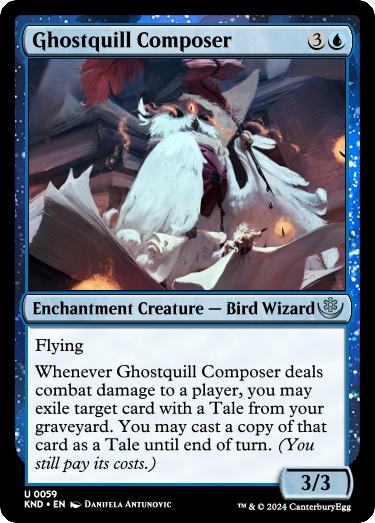 Ghostquill Composer 3
Enchantment Creature — Bird Wizard
Flying
Whenever Ghostquill Composer deals
combat damage to a player, you may
exile target card with a Tale from your
graveyard. You may cast a copy of that
card as a Tale until end of turn. (You
still pay its costs.)
3/3
U 0059
KND • EN Danijela Antunovic
™ & © 2024 CanterburyEgg